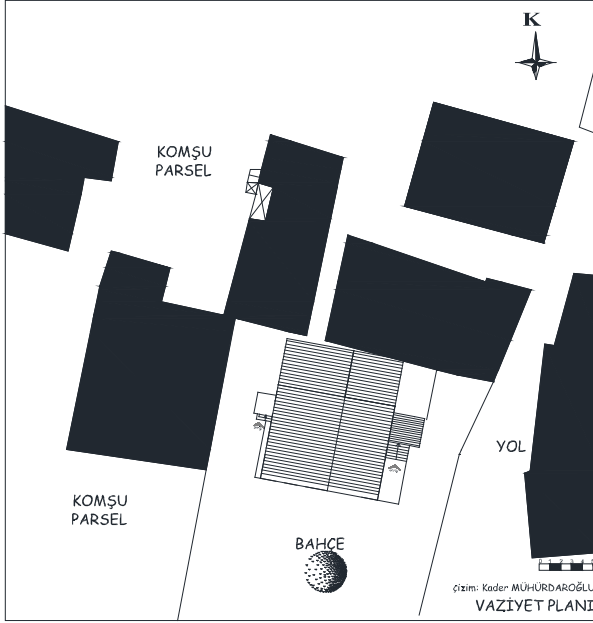 K
KOMŞU
PARSEL
YOL
KOMŞU
PARSEL
BAHÇE
çizim: Kader MÜHÜRDAROĞLU
VAZİYET PLANI